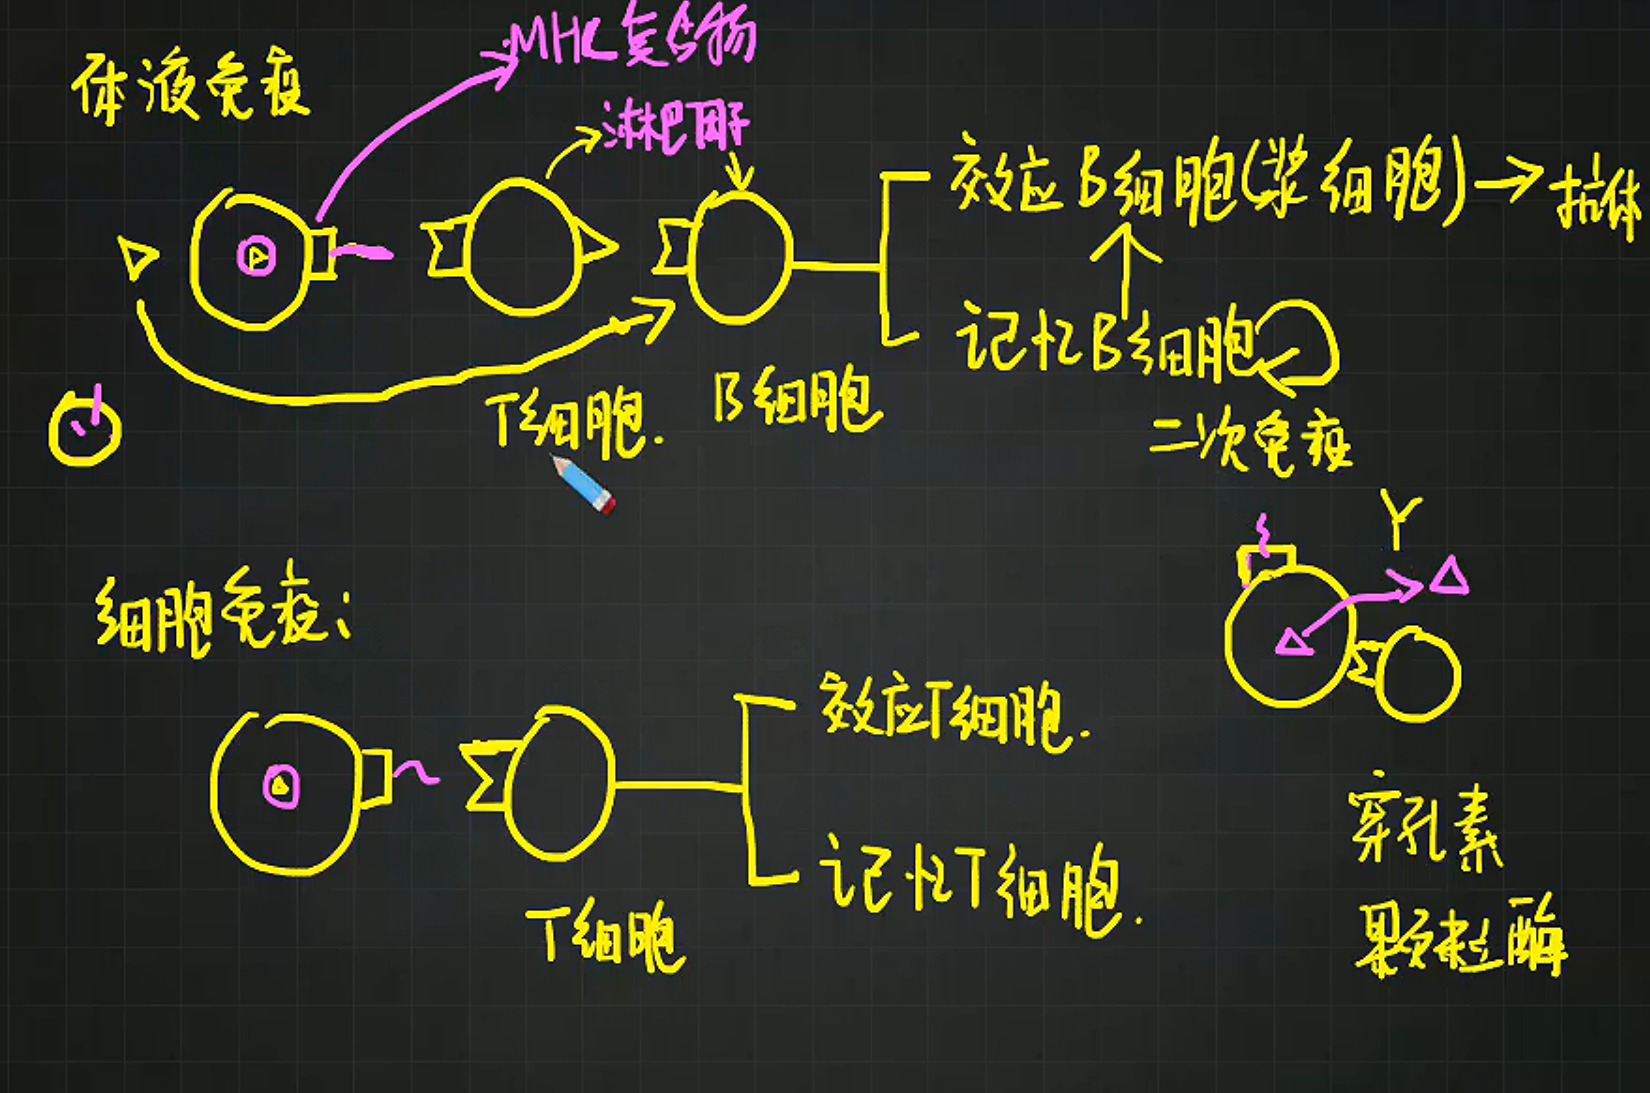 MHC复合物
体液免疫
淋巴因子
效应B细胞(浆细胞)→抗体
记忆B细胞
T细胞.
B细胞
二次免疫
Y
细胞免疫;
效应T细胞.
穿孔素
记忆T细胞.
颗粒酶
T细胞